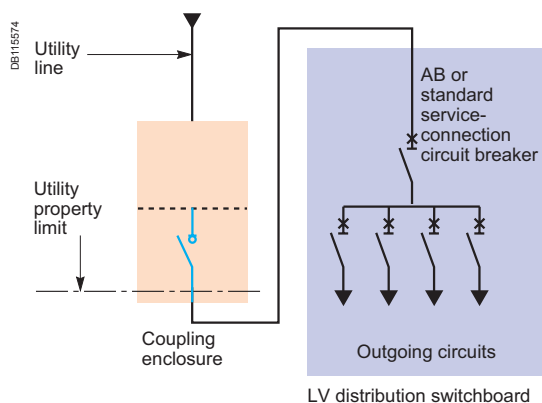 DB115574
Utility
line
Utility
property
limit
Coupling
enclosure
AB or
standard
service-
connection
circuit breaker
Outgoing circuits
LV distribution switchboard